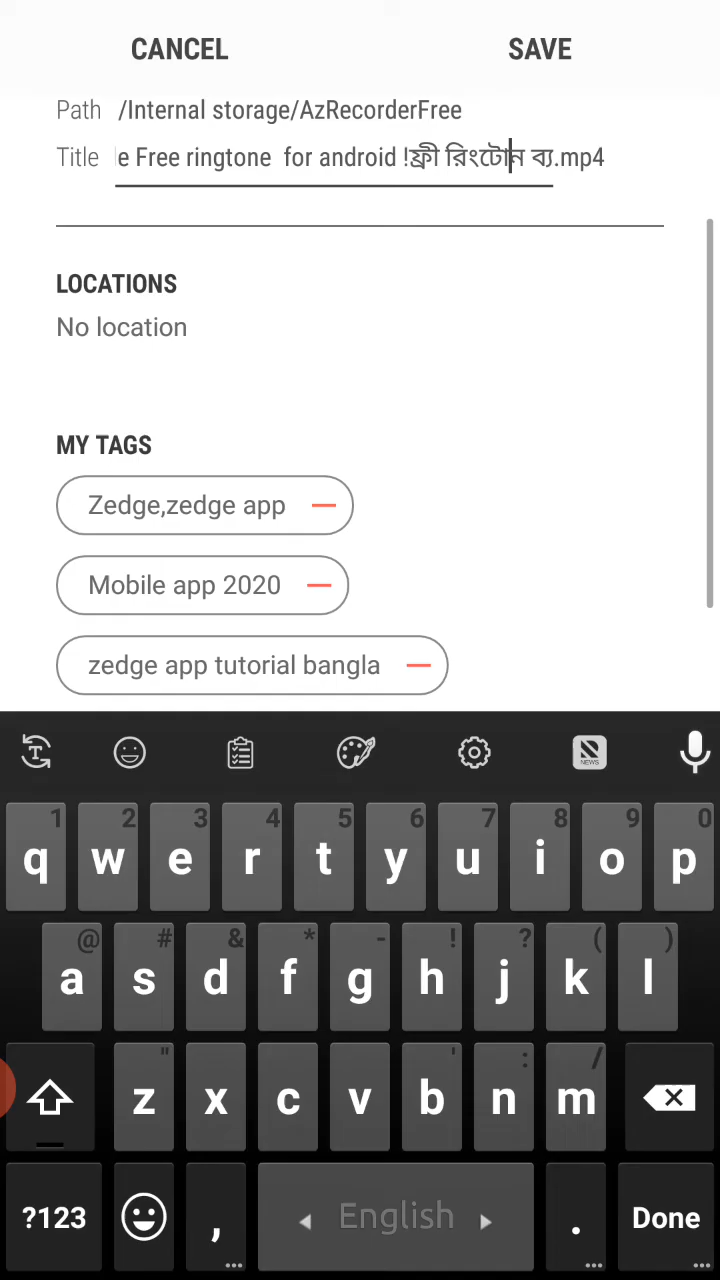 CANCEL SAVE
Path /Internal storage/AzRecorderFree
Title e Free ringtone for android !ফ্রী রিংটোন ব্য.mp4
LOCATIONS
No location
MY TAGS
Zedge,zedge app
Mobile app 2020
zedge app tutorial bangla
NEWS
1 2 3 4 5 6 7 8 9 0
q w e r t y u i o p
@ # & * - ! ? ( )
a s d f g h j k l
" ' : /
z x c v b n m
?123 , English . Done